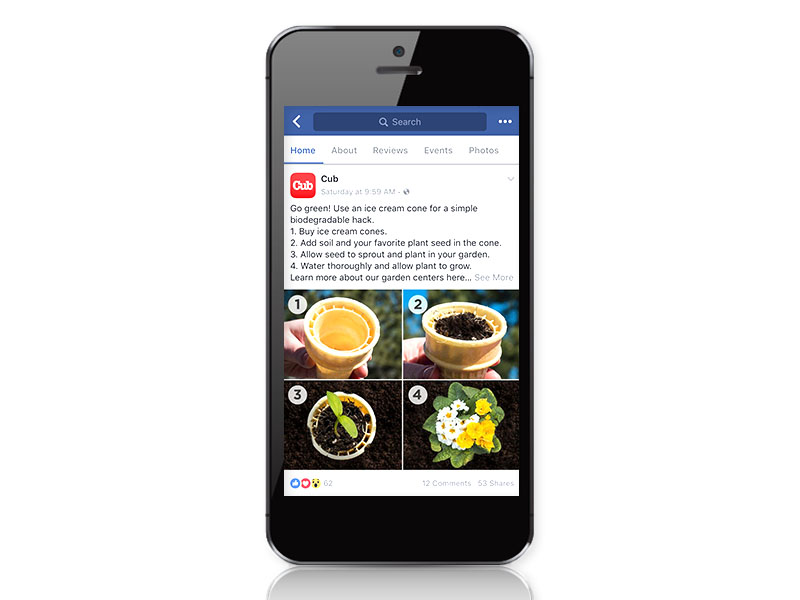 Search
Home About Reviews Events Photos
Cub
Cub
Saturday at 9:59 AM -
Go green! Use an ice cream cone for a simple
biodegradable hack.
1. Buy ice cream cones.
2. Add soil and your favorite plant seed in the cone.
3. Allow seed to sprout and plant in your garden.
4. Water thoroughly and allow plant to grow.
Learn more about our garden centers here... See More
1 2
3 4
62 12 Comments 53 Shares